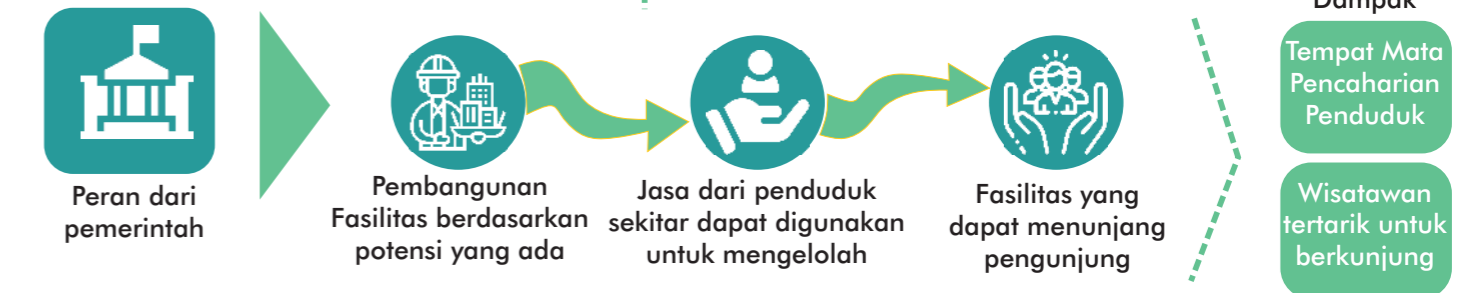 Peran dari
pemerintah
Pembangunan
Fasilitas berdasarkan
potensi yang ada
Jasa dari penduduk
sekitar dapat digunakan
untuk mengelolah
Fasilitas yang
dapat menunjang
pengunjung
Dampak
Tempat Mata
Pencaharian
Penduduk
Wisatawan
tertarik untuk
berkunjung